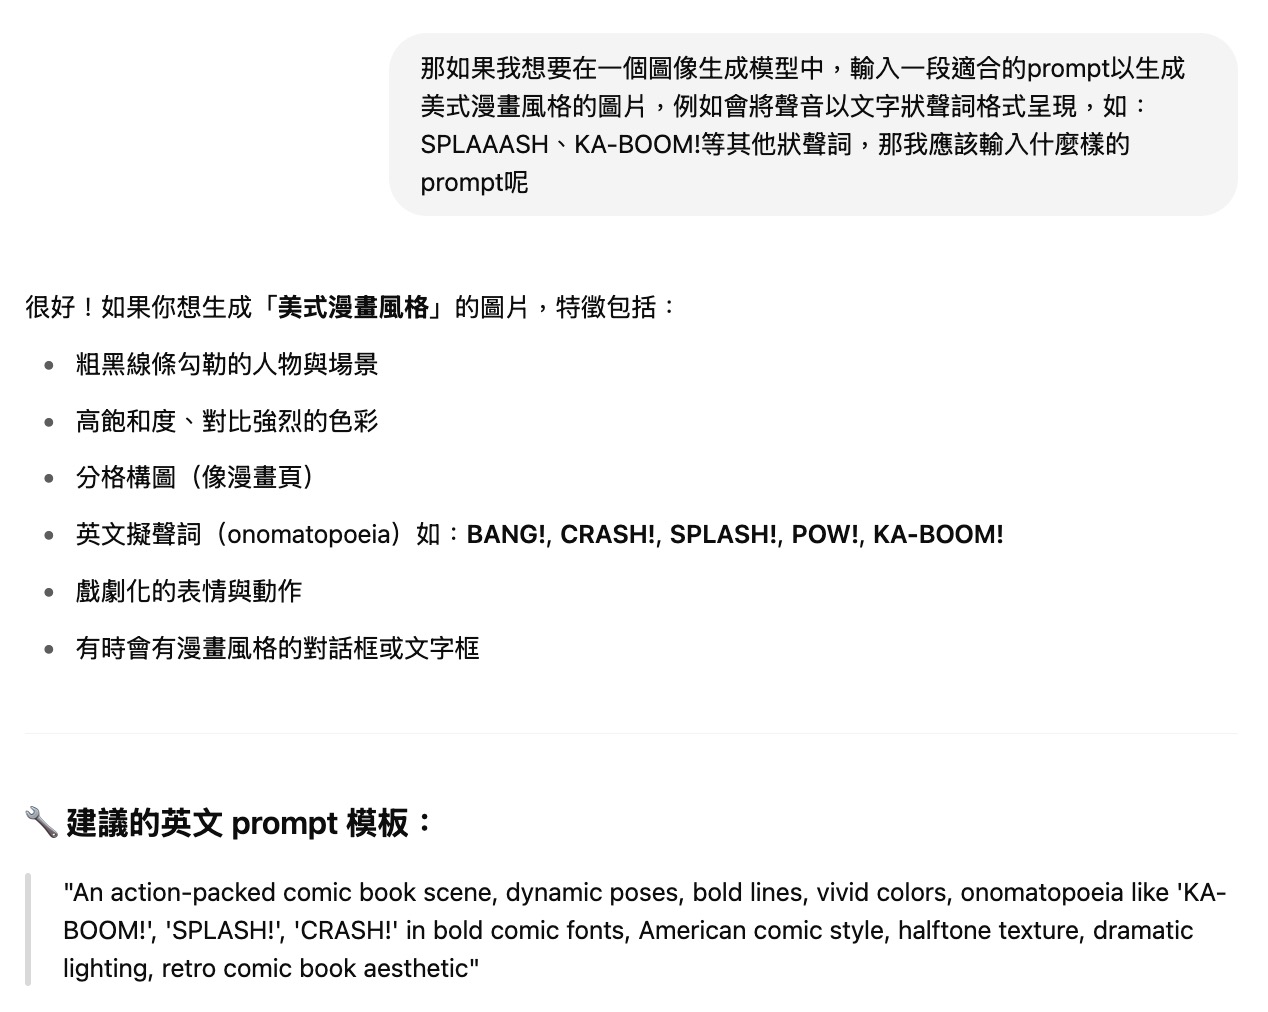 那如果我想要在一個圖像生成模型中，輸入一段適合的prompt以生成
美式漫畫風格的圖片，例如會將聲音以文字狀聲詞格式呈現，如：
SPLAAASH、KA-BOOM!等其他狀聲詞，那我應該輸入什麼樣的
prompt呢
很好！如果你想生成「美式漫畫風格」的圖片，特徵包括：
• 粗黑線條勾勒的人物與場景
• 高飽和度、對比強烈的色彩
• 分格構圖（像漫畫頁）
• 英文擬聲詞（onomatopoeia）如：BANG!, CRASH!, SPLASH!, POW!, KA-BOOM!
• 戲劇化的表情與動作
• 有時會有漫畫風格的對話框或文字框
🔧 建議的英文 prompt 模板：
"An action-packed comic book scene, dynamic poses, bold lines, vivid colors, onomatopoeia like 'KA-
BOOM!', 'SPLASH!', 'CRASH!' in bold comic fonts, American comic style, halftone texture, dramatic
lighting, retro comic book aesthetic"